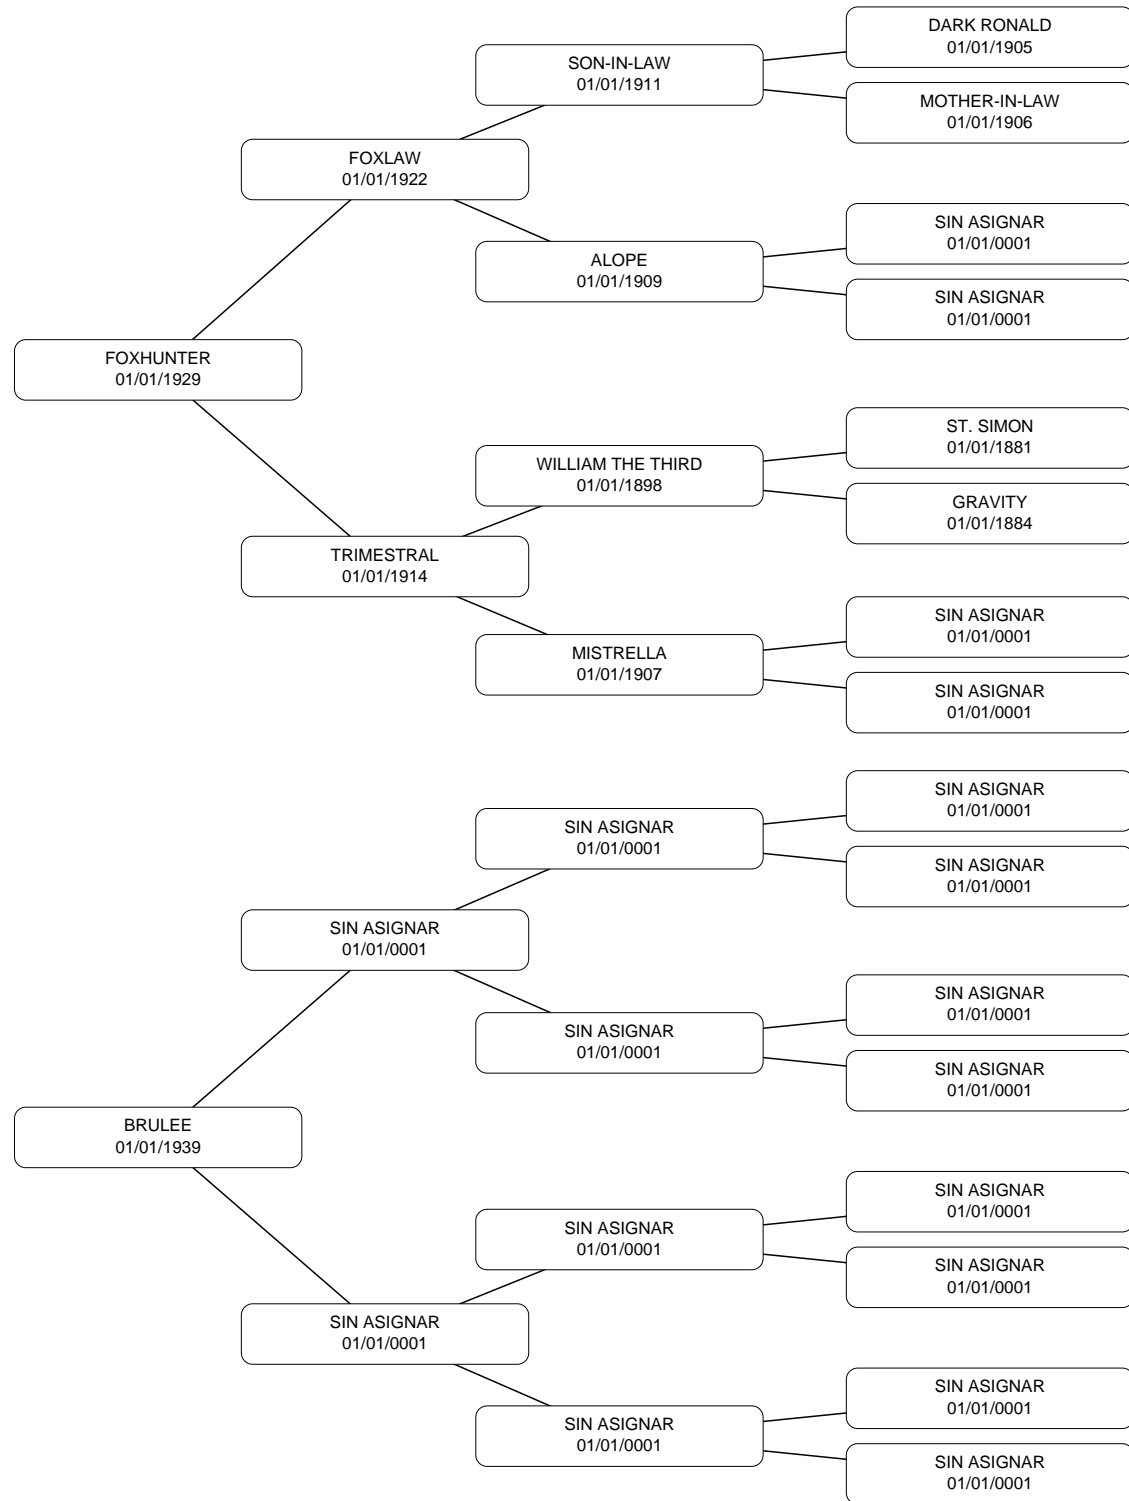 DARK RONALD
01/01/1905
SON-IN-LAW
01/01/1911
MOTHER-IN-LAW
01/01/1906
FOXLAW
01/01/1922
SIN ASIGNAR
01/01/0001
ALOPE
01/01/1909
SIN ASIGNAR
01/01/0001
FOXHUNTER
01/01/1929
ST. SIMON
01/01/1881
WILLIAM THE THIRD
01/01/1898
GRAVITY
01/01/1884
TRIMESTRAL
01/01/1914
SIN ASIGNAR
01/01/0001
MISTRELLA
01/01/1907
SIN ASIGNAR
01/01/0001
SIN ASIGNAR
01/01/0001
SIN ASIGNAR
01/01/0001
SIN ASIGNAR
01/01/0001
SIN ASIGNAR
01/01/0001
SIN ASIGNAR
01/01/0001
SIN ASIGNAR
01/01/0001
SIN ASIGNAR
01/01/0001
BRULEE
01/01/1939
SIN ASIGNAR
01/01/0001
SIN ASIGNAR
01/01/0001
SIN ASIGNAR
01/01/0001
SIN ASIGNAR
01/01/0001
SIN ASIGNAR
01/01/0001
SIN ASIGNAR
01/01/0001
SIN ASIGNAR
01/01/0001